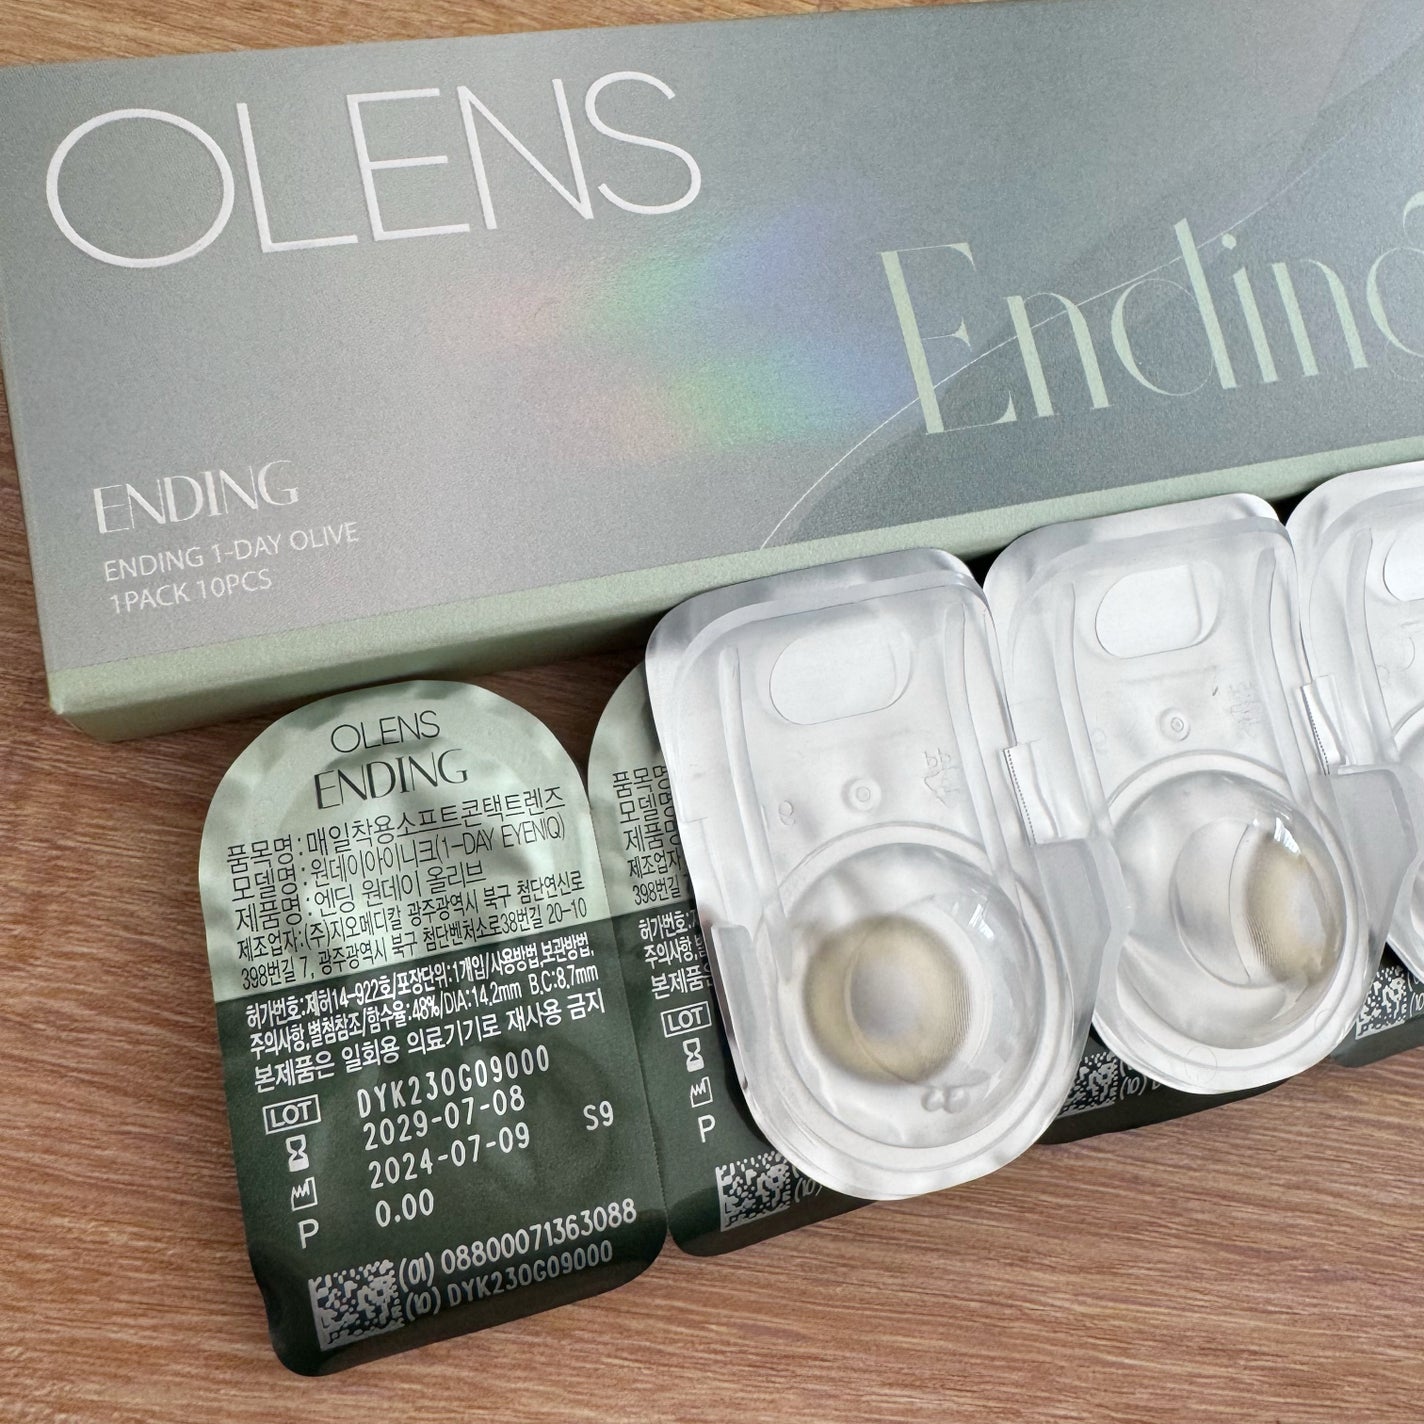 OLENS
Ending
ENDING
ENDING 1-DAY OLIVE
1PACK 10PCS
OLENS
ENDING
품목명 : 매일착용소프트콘택트렌즈
모델명 : 원데이아이니크(1-DAY EYENIQ)
제품명 : 엔딩 원데이 올리브
제조업자:(주)지오메디칼 광주광역시 북구 첨단연신로
398번길 7, 광주광역시 북구 첨단벤처소로38번길 20-10
허가번호:제허14-922호/포장단위:1개입/사용방법,보관방법,
주의사항,별첨참조/함수율:48%/DIA:14.2mm B.C:8.7mm
본제품은 일회용 의료기기로 재사용 금지
LOT DYK230G09000
2029-07-08
2024-07-09 S9
P 0.00
(01) 08800071363088
(10) DYK230G09000
품목명
모델명
제품명
제조업자
398번길
허가번호:
주의사항,
본제품은
LOT
P